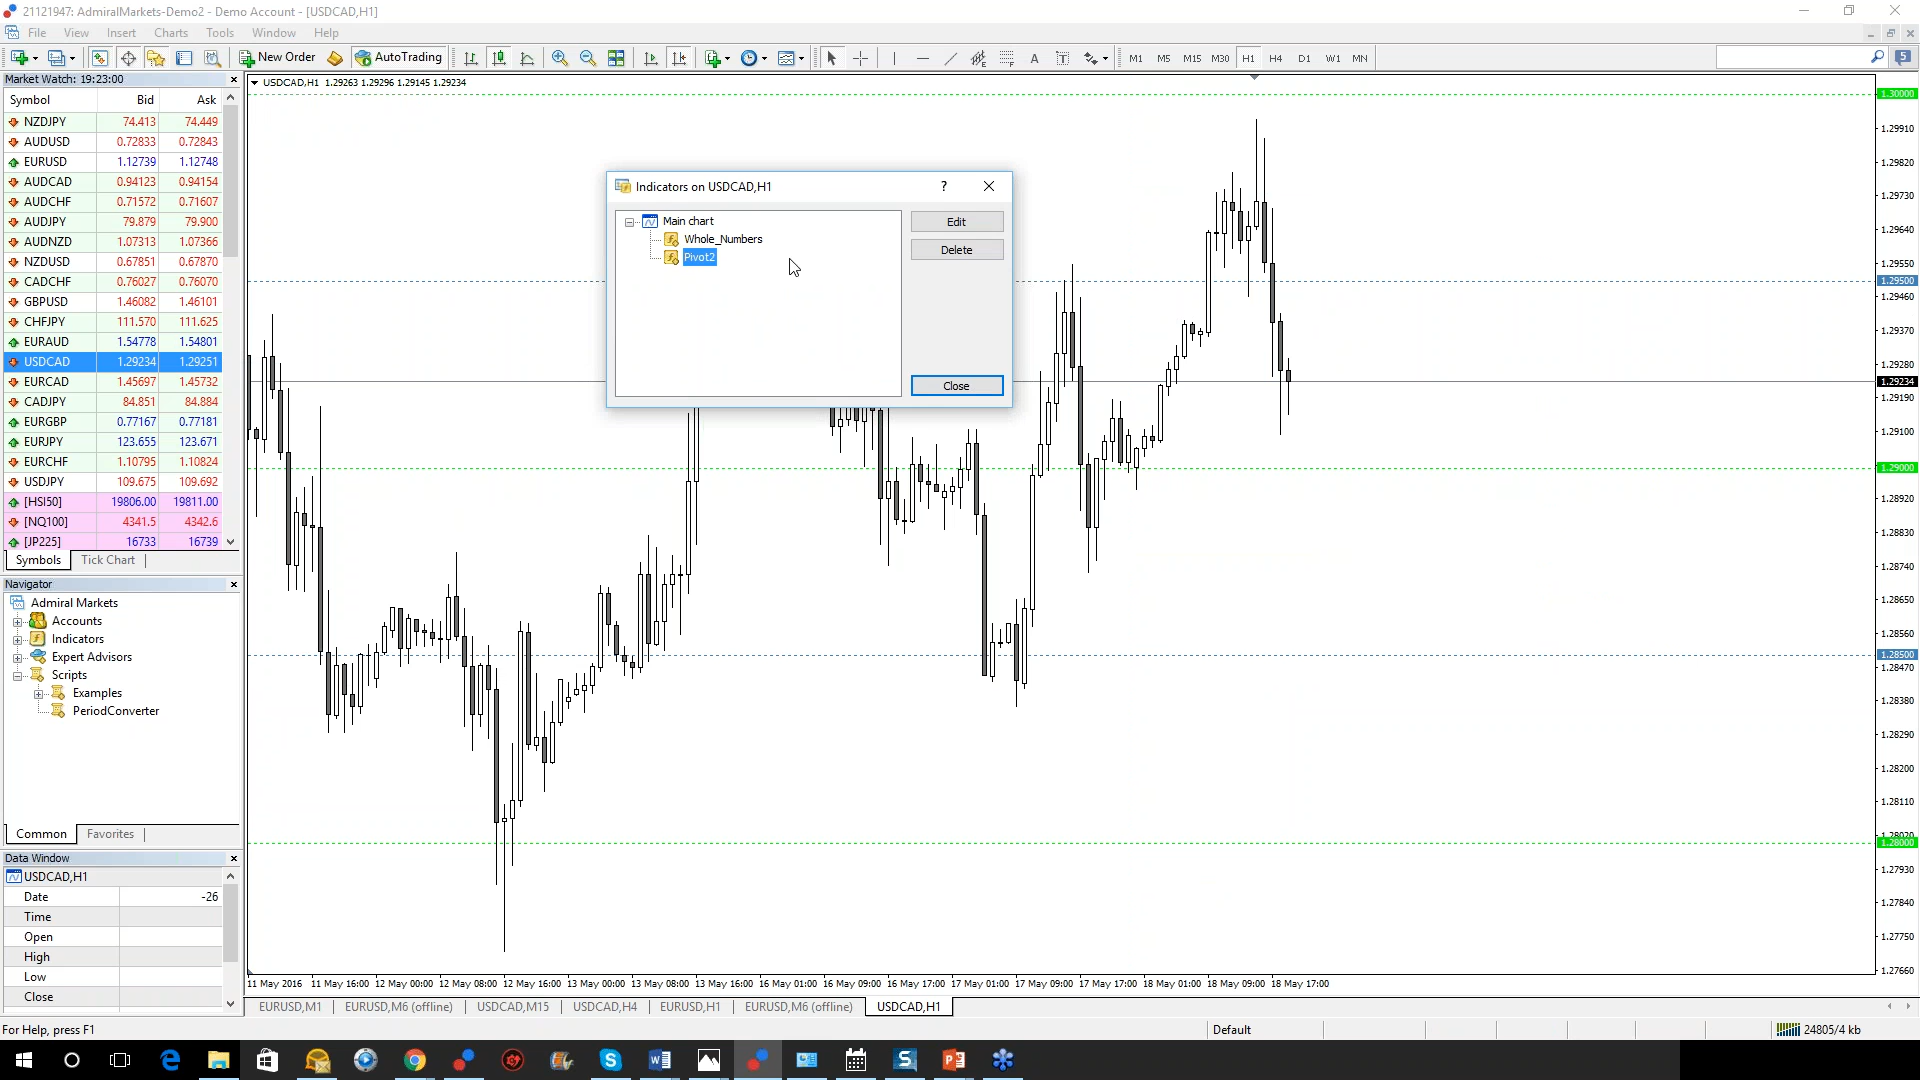 21121947: AdmiralMarkets-Demo2 - Demo Account - [USDCAD,H1]
File View Insert Charts Tools Window Help
New Order AutoTrading A T M1 M5 M15 M30 H1 H4 D1 W1 MN 5
Market Watch: 19:23:00
Symbol Bid Ask
NZDJPY 74.413 74.449
AUDUSD 0.72833 0.72843
EURUSD 1.12739 1.12748
AUDCAD 0.94123 0.94154
AUDCHF 0.71572 0.71607
AUDJPY 79.879 79.900
AUDNZD 1.07313 1.07366
NZDUSD 0.67851 0.67870
CADCHF 0.76027 0.76070
GBPUSD 1.46082 1.46101
CHFJPY 111.570 111.625
EURAUD 1.54778 1.54801
USDCAD 1.29234 1.29251
EURCAD 1.45697 1.45732
CADJPY 84.851 84.884
EURGBP 0.77167 0.77181
EURJPY 123.655 123.671
EURCHF 1.10795 1.10824
USDJPY 109.675 109.692
[HSI50] 19806.00 19811.00
[NQ100] 4341.5 4342.6
[JP225] 16733 16739
Symbols Tick Chart
Navigator
Admiral Markets
Accounts
Indicators
Expert Advisors
Scripts
Examples
PeriodConverter
Common Favorites
Data Window
USDCAD,H1
Date -26
Time
Open
High
Low
Close
USDCAD,H1 1.29263 1.29296 1.29145 1.29234
Indicators on USDCAD,H1 ?
Main chart
Whole_Numbers
Pivot2
Edit
Delete
Close
1.30000
1.29910
1.29820
1.29730
1.29640
1.29550
1.29500
1.29460
1.29370
1.29280
1.29234
1.29190
1.29100
1.29000
1.28920
1.28830
1.28740
1.28650
1.28560
1.28500
1.28470
1.28380
1.28290
1.28200
1.28110
1.28020
1.28000
1.27930
1.27840
1.27750
1.27660
11 May 2016 11 May 16:00 12 May 00:00 12 May 08:00 12 May 16:00 13 May 00:00 13 May 08:00 13 May 16:00 16 May 01:00 16 May 09:00 16 May 17:00 17 May 01:00 17 May 09:00 17 May 17:00 18 May 01:00 18 May 09:00 18 May 17:00
EURUSD,M1 EURUSD,M6 (offline) USDCAD,M15 USDCAD,H4 EURUSD,H1 EURUSD,M6 (offline) USDCAD,H1
For Help, press F1 Default 24805/4 kb